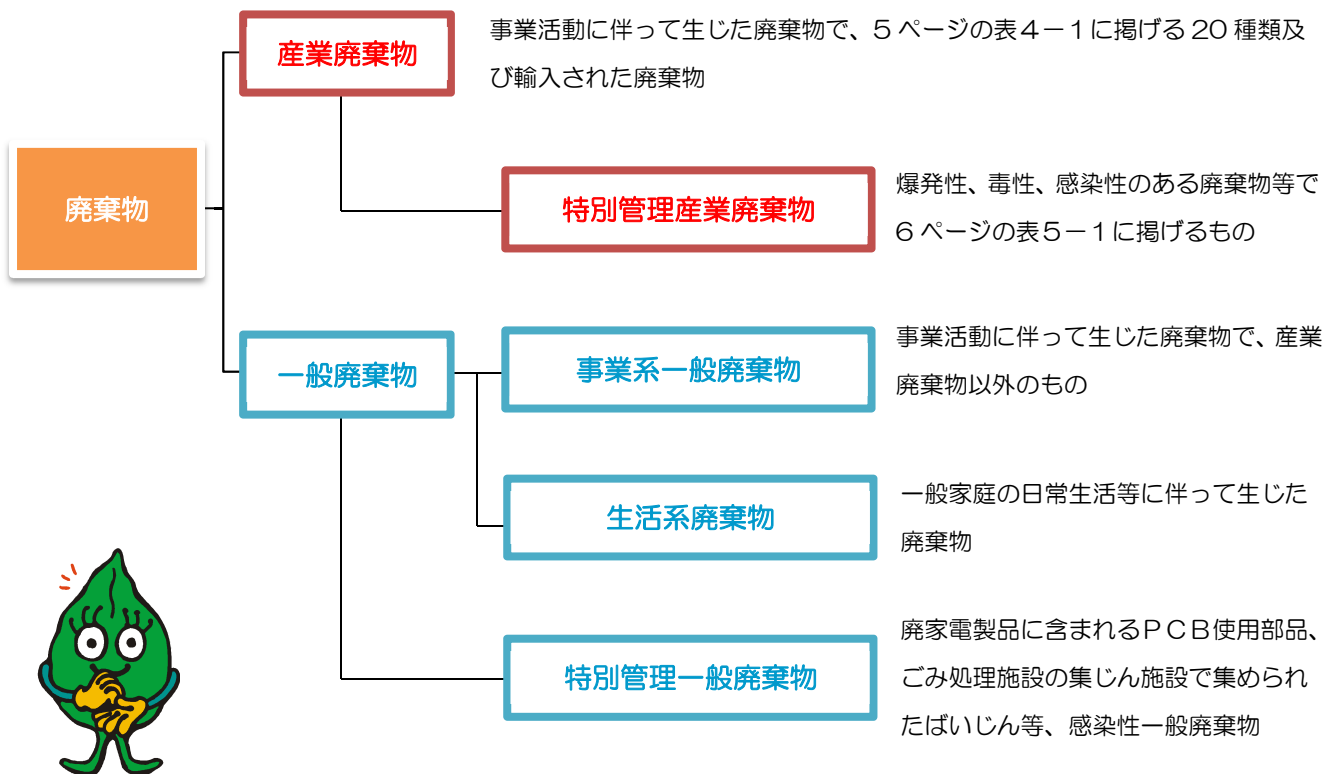 産業廃棄物
事業活動に伴って生じた廃棄物で、5ページの表4-1に掲げる20種類及
び輸入された廃棄物
廃棄物
特別管理産業廃棄物
爆発性、毒性、感染性のある廃棄物等で
6ページの表5-1に掲げるもの
一般廃棄物
事業系一般廃棄物
事業活動に伴って生じた廃棄物で、産業
廃棄物以外のもの
生活系廃棄物
一般家庭の日常生活等に伴って生じた
廃棄物
特別管理一般廃棄物
廃家電製品に含まれるPCB使用部品、
ごみ処理施設の集じん施設で集められ
たばいじん等、感染性一般廃棄物